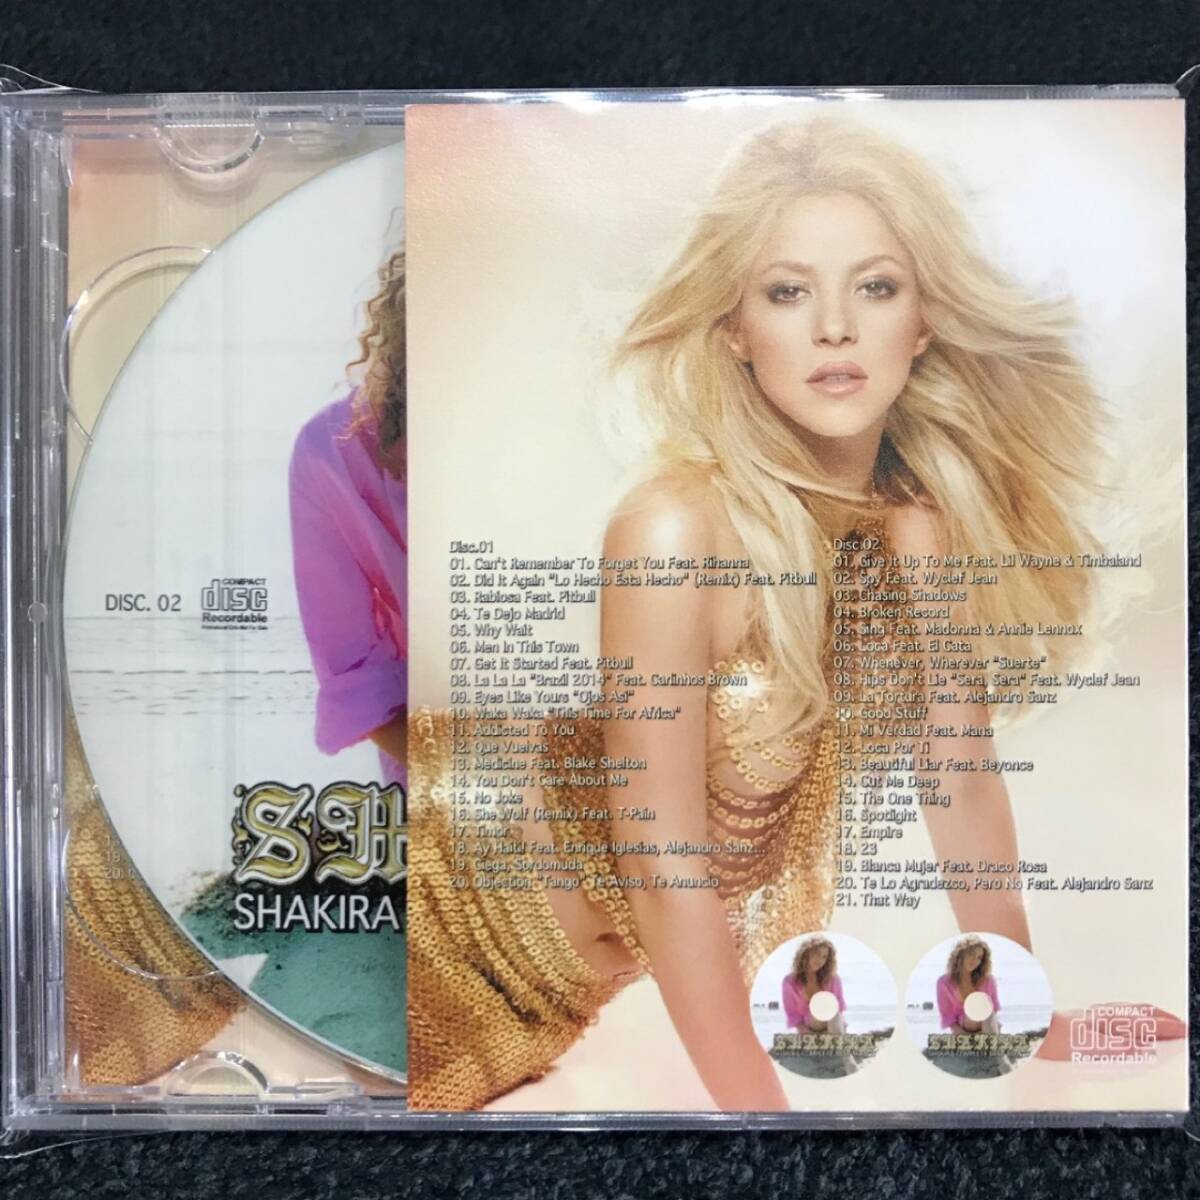 DISC. 02
COMPACT
disc
Recordable
SHAKIRA
Disc.01
01. Can't Remember To Forget You Feat. Rihanna
02. Did It Again "Lo Hecho Esta Hecho" (Remix) Feat. Pitbull
03. Rabiosa Feat. Pitbull
04. Te Dejo Madrid
05. Why Wait
06. Men In This Town
07. Get It Started Feat. Pitbull
08. La La La "Brazil 2014" Feat. Carlinhos Brown
09. Eyes Like Yours "Ojos Asi"
10. Waka Waka "This Time For Africa"
11. Addicted To You
12. Que Vuelvas
13. Medicine Feat. Blake Shelton
14. You Don't Care About Me
15. No Joke
16. She Wolf (Remix) Feat. T-Pain
17. Timor
18. Ay Haiti! Feat. Enrique Iglesias, Alejandro Sanz...
19. Ciega, Sordomuda
20. Objection "Tango" Te Aviso, Te Anuncio
Disc.02
01. Give It Up To Me Feat. Lil Wayne & Timbaland
02. Spy Feat. Wyclef Jean
03. Chasing Shadows
04. Broken Record
05. Sing Feat. Madonna & Annie Lennox
06. Loca Feat. El Cata
07. Whenever, Wherever "Suerte"
08. Hips Don't Lie "Sera, Sera" Feat. Wyclef Jean
09. La Tortura Feat. Alejandro Sanz
10. Good Stuff
11. Mi Verdad Feat. Mana
12. Loca Por Ti
13. Beautiful Liar Feat. Beyonce
14. Cut Me Deep
15. The One Thing
16. Spotlight
17. Empire
18. 23
19. Blanca Mujer Feat. Draco Rosa
20. Te Lo Agradezco, Pero No Feat. Alejandro Sanz
21. That Way
SHAKIRA
SHAKIRA
COMPACT
disc
Recordable